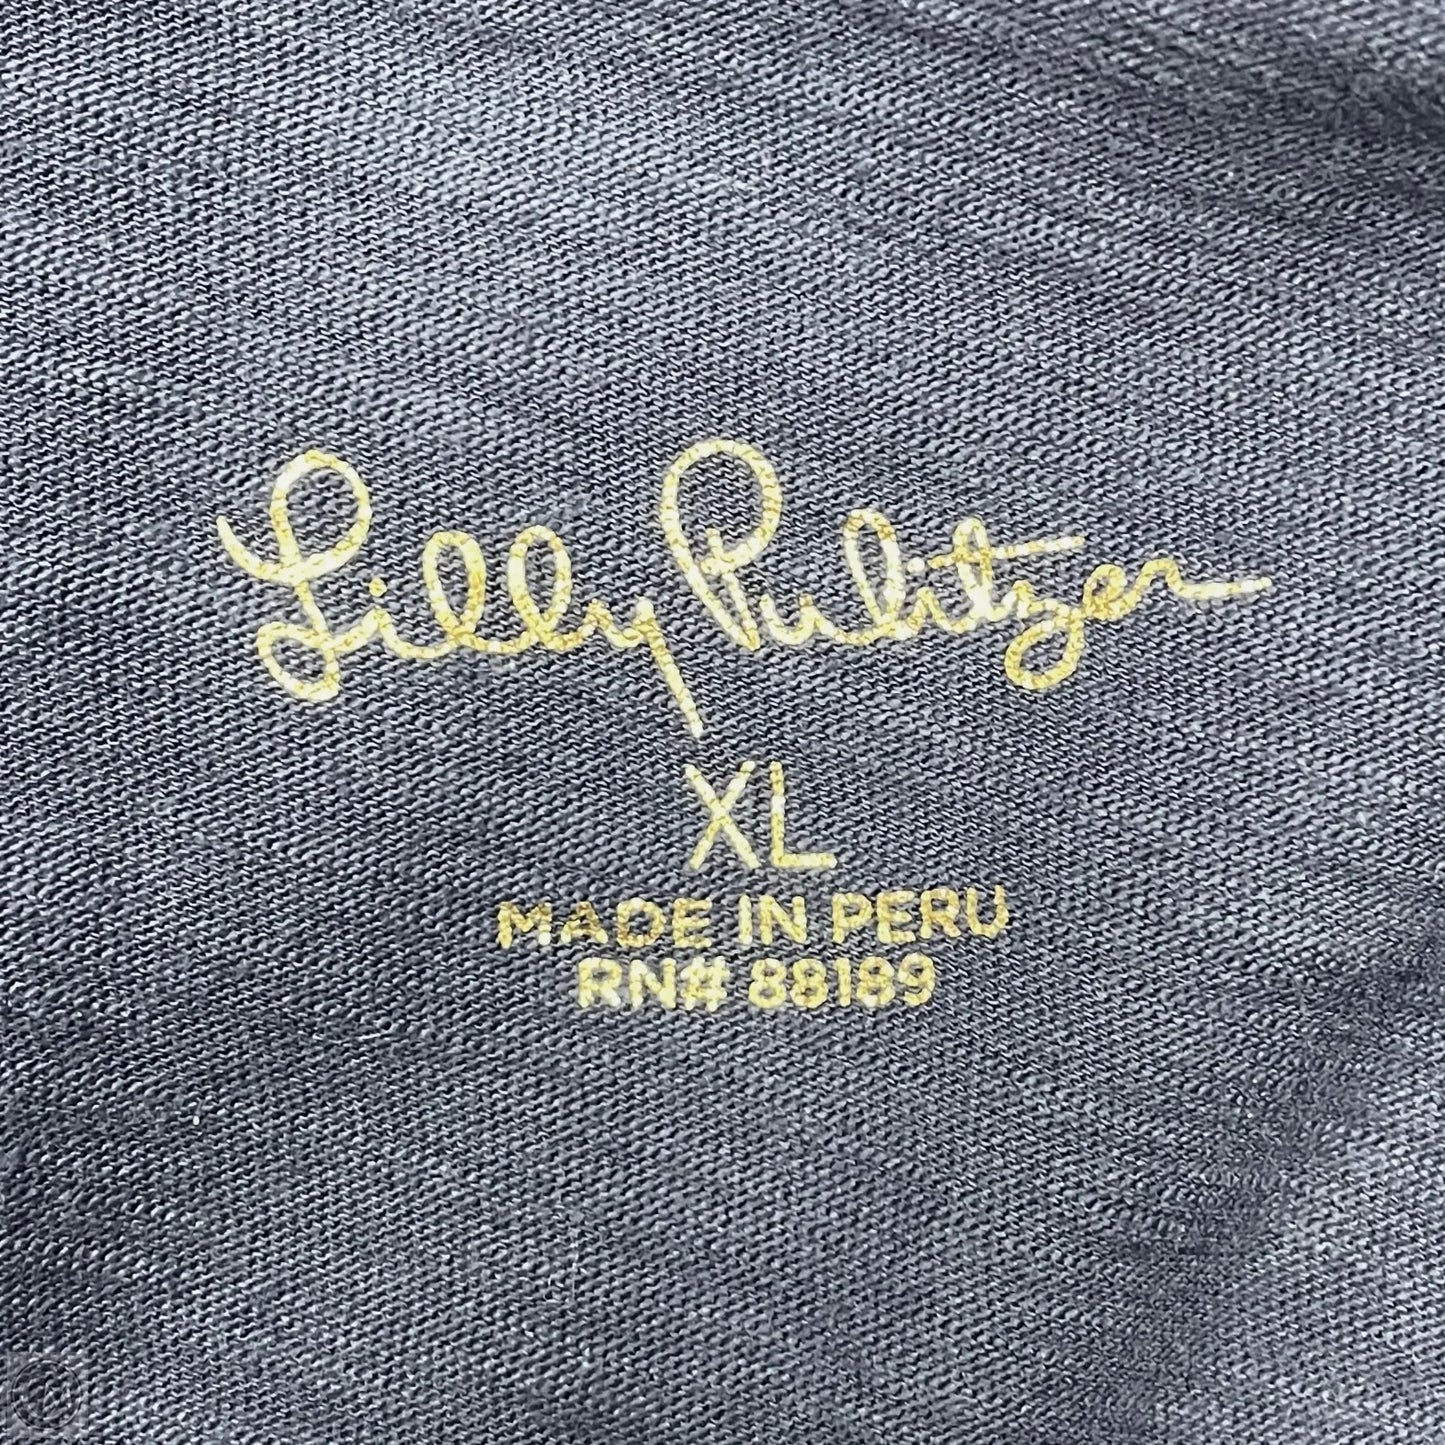 Lilly Pulitzer
XL
MADE IN PERU
RN# 88189